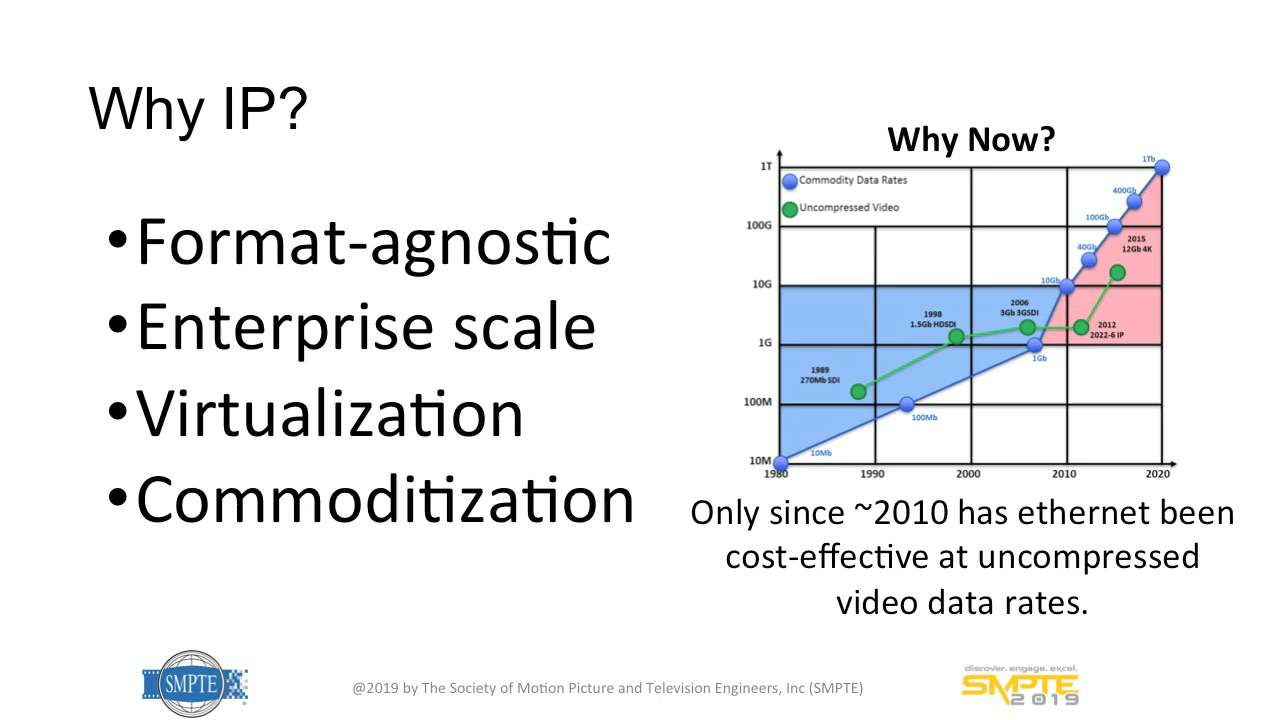 Why IP?
•Format-agnostic
•Enterprise scale
•Virtualization
•Commoditization
Why Now?
1T
100G
10G
1G
100M
10M
1980
1990
2000
2010
2020
Commodity Data Rates
Uncompressed Video
1Tb
400Gb
100Gb
40Gb
10Gb
1Gb
100Mb
10Mb
2015
12Gb 4K
2006
3Gb 3GSDI
1998
1.5Gb HDSDI
2012
2022-6 IP
1989
270Mb SDI
Only since ~2010 has ethernet been
cost-effective at uncompressed
video data rates.
SMPTE
@2019 by The Society of Motion Picture and Television Engineers, Inc (SMPTE)
discover. engage. excel.
SMPTE
2019